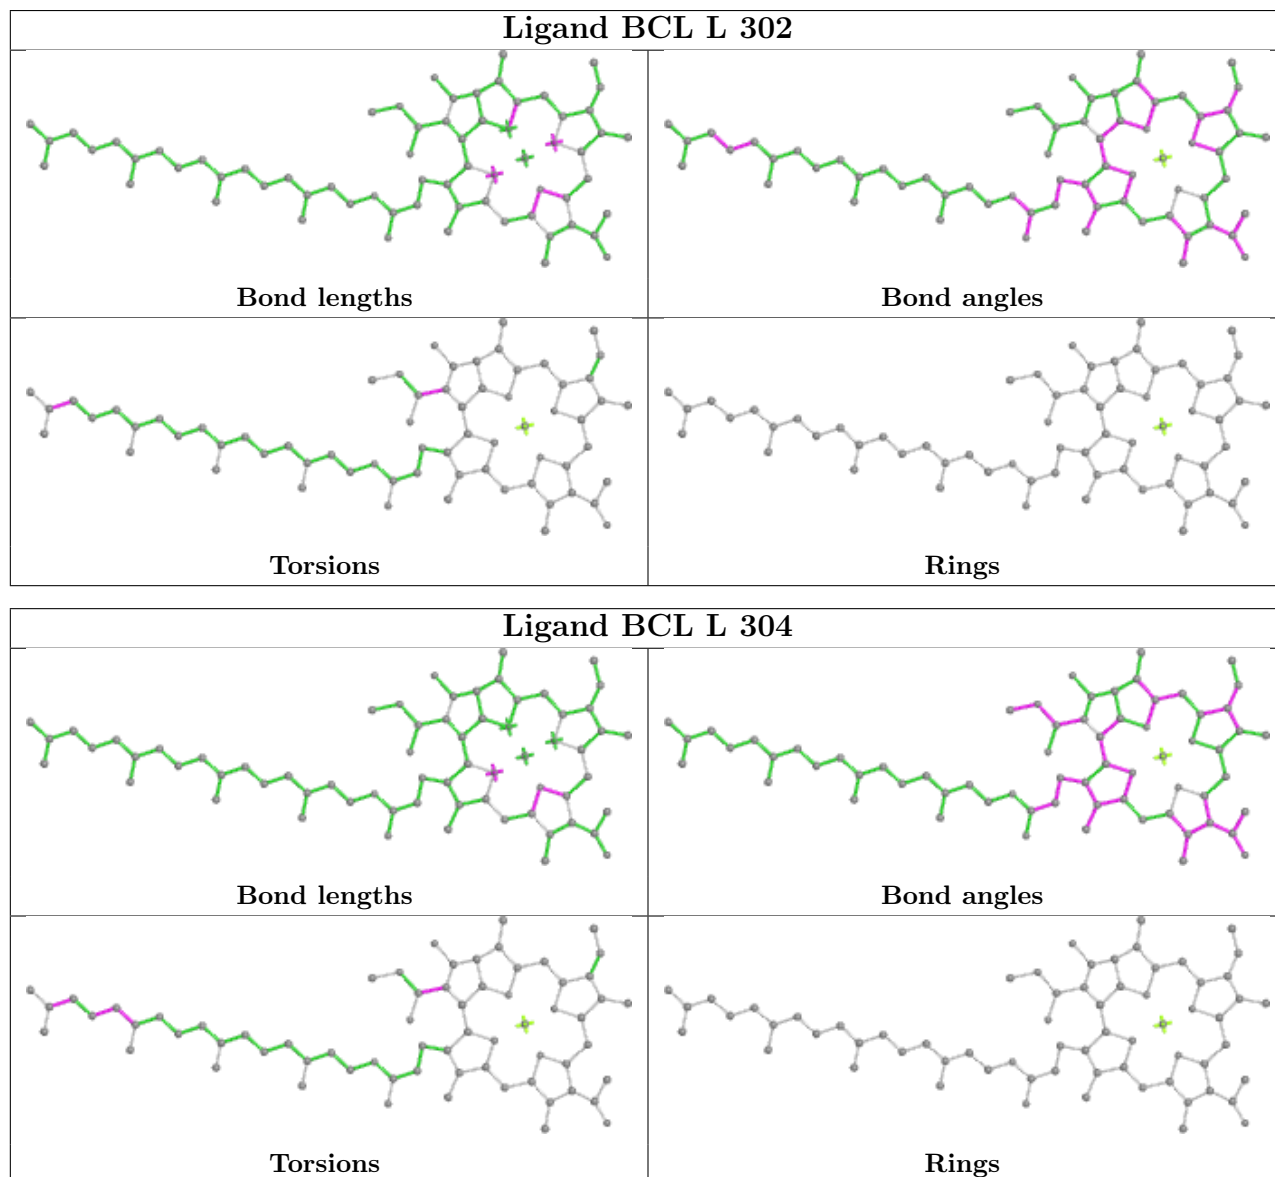 Ligand BCL L 302
Bond lengths
Bond angles
Torsions
Rings
Ligand BCL L 304
Bond lengths
Bond angles
Torsions
Rings